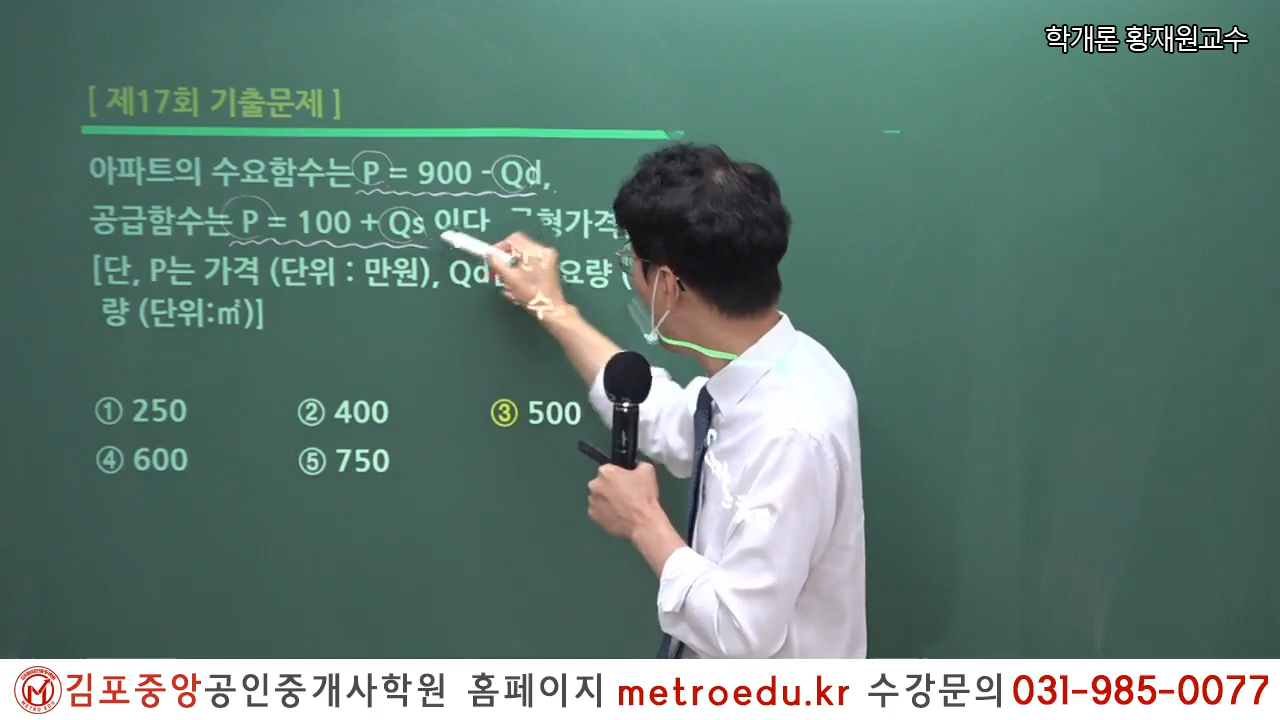 학개론 황재원교수
[ 제17회 기출문제 ]
아파트의 수요함수는 P = 900 - Qd,
공급함수는 P = 100 + Qs 이다
[단, P는 가격 (단위 : 만원), Qd 요량 (
량 (단위:㎡)]
① 250 ② 400 ③ 500
④ 600 ⑤ 750
METRO EDU
김포중앙공인중개사학원 홈페이지 metroedu.kr 수강문의 031-985-0077